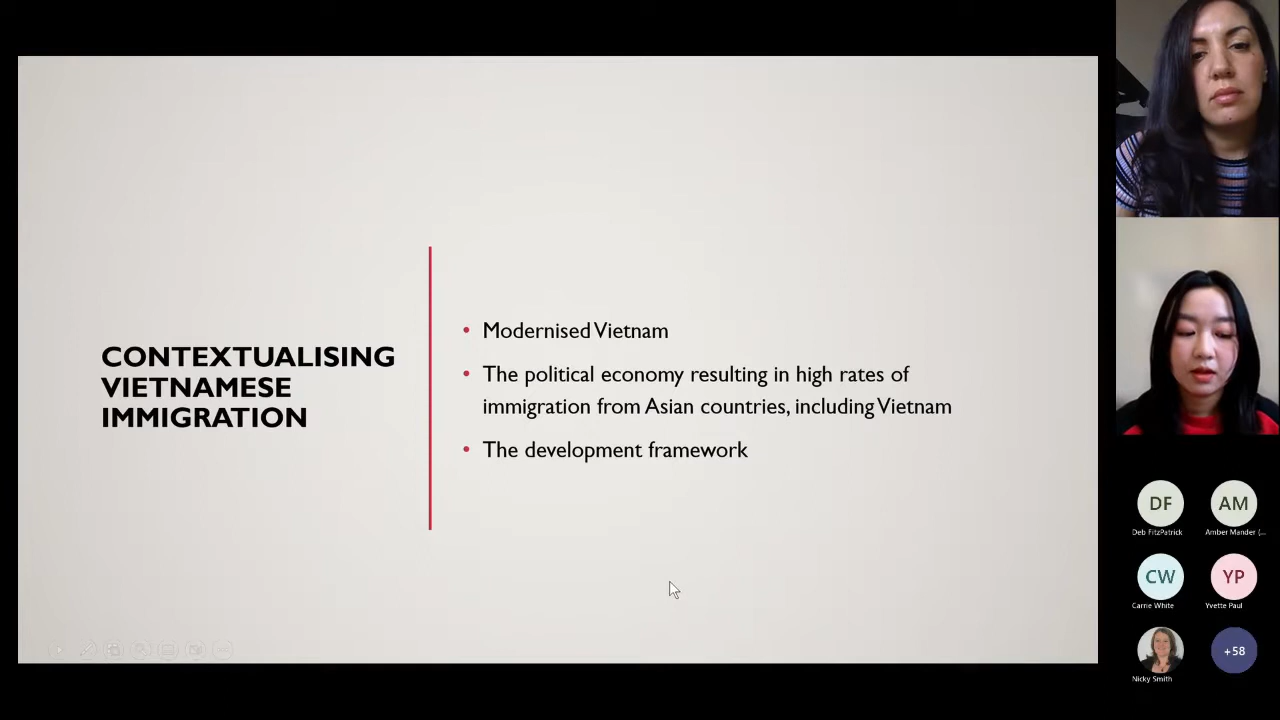 CONTEXTUALISING
VIETNAMESE
IMMIGRATION
• Modernised Vietnam
• The political economy resulting in high rates of
immigration from Asian countries, including Vietnam
• The development framework
DF
AM
Deb FitzPatrick
Amber Mander (...
CW
YP
Carrie White
Yvette Paul
+58
Nicky Smith